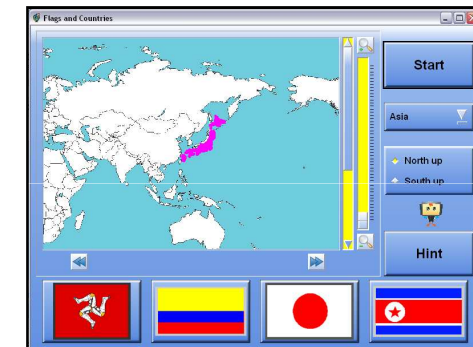 Flags and Countries
Start
Asia
North up
South up
Hint